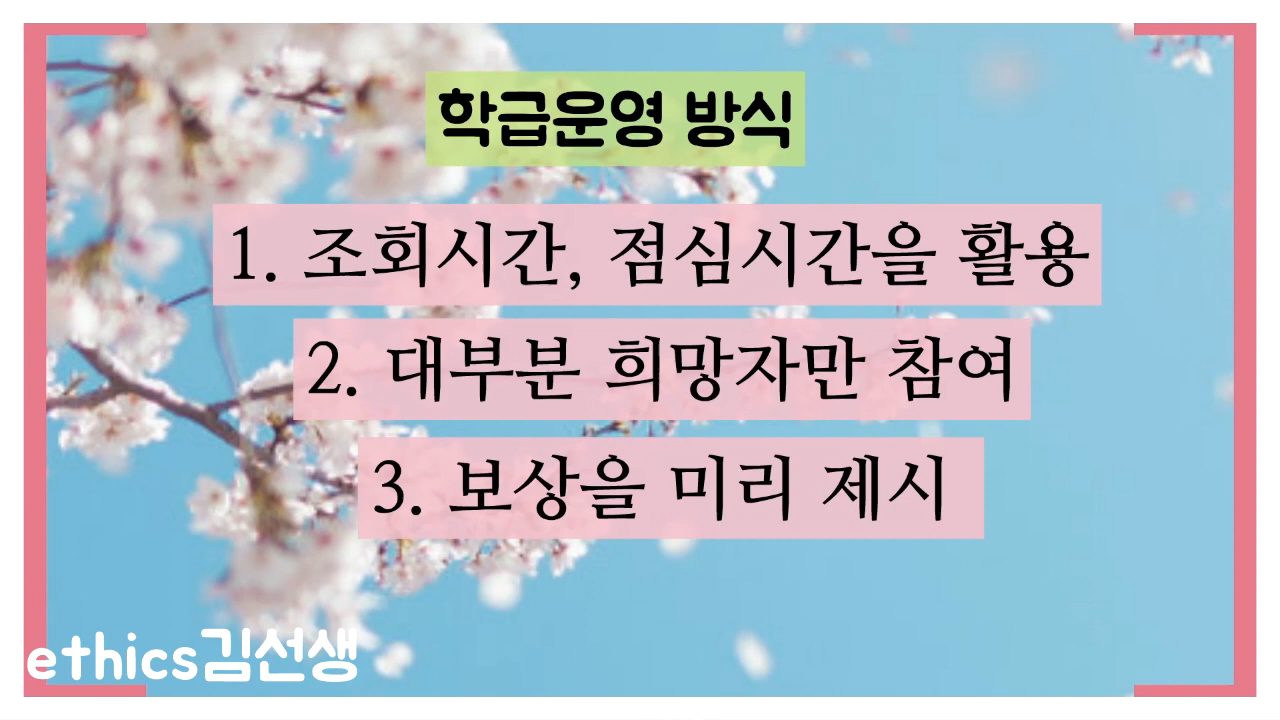 학급운영 방식
1. 조회시간, 점심시간을 활용
2. 대부분 희망자만 참여
3. 보상을 미리 제시
ethics김선생